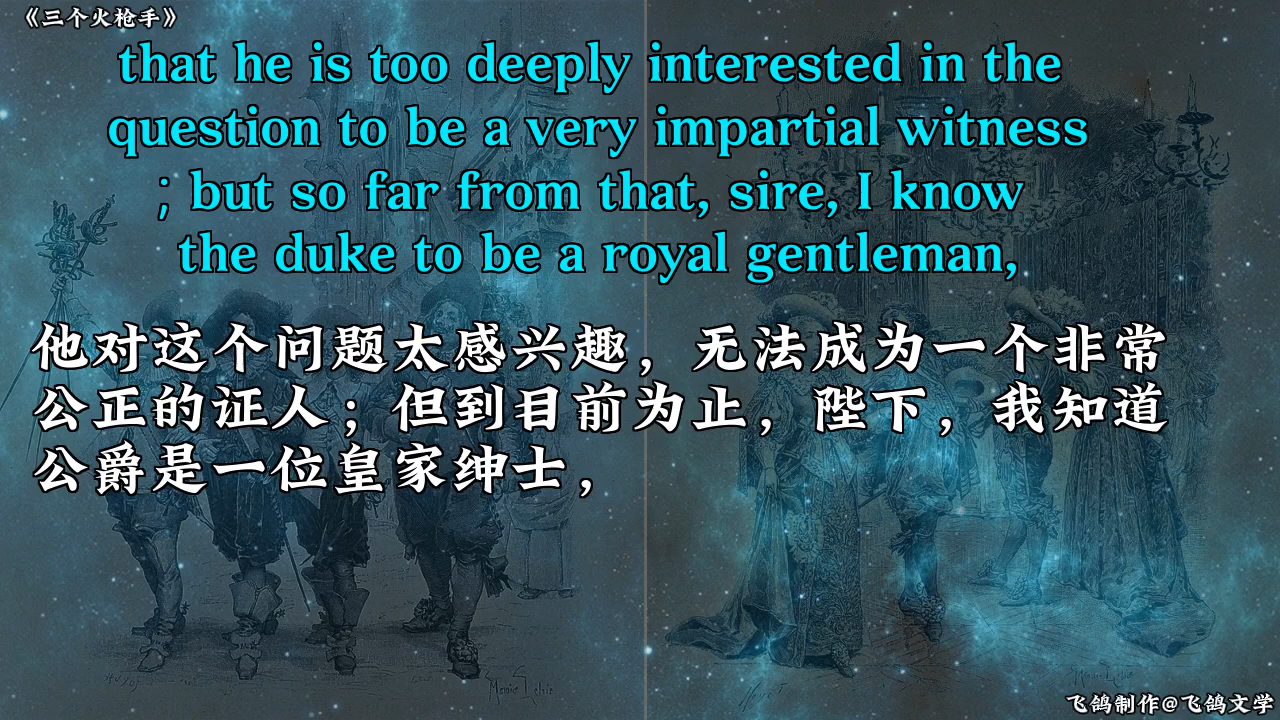 《三个火枪手》
that he is too deeply interested in the
question to be a very impartial witness
; but so far from that, sire, I know
the duke to be a royal gentleman,
他对这个问题太感兴趣，无法成为一个非常
公正的证人；但到目前为止，陛下，我知道
公爵是一位皇家绅士，
飞鸽制作@飞鸽文学